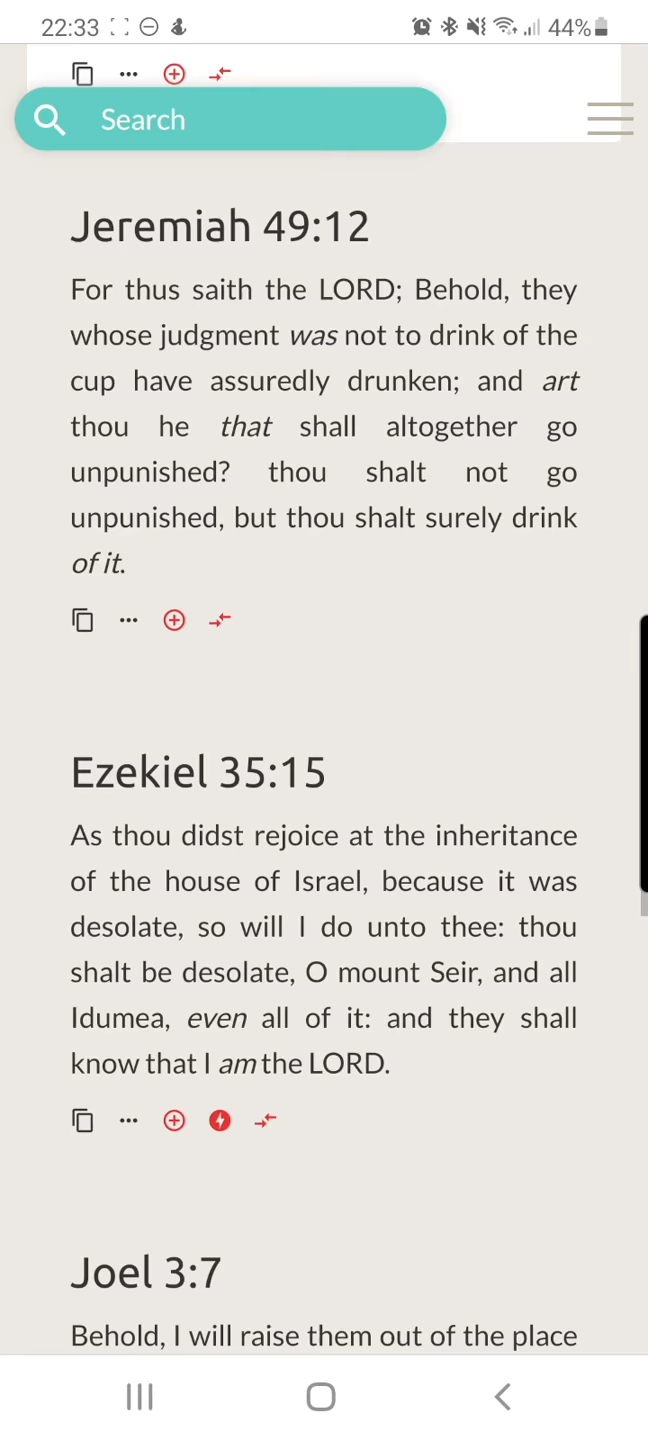 22:33
44%
Search
Jeremiah 49:12
For thus saith the LORD; Behold, they
whose judgment was not to drink of the
cup have assuredly drunken; and art
thou he that shall altogether go
unpunished? thou shalt not go
unpunished, but thou shalt surely drink
of it.
Ezekiel 35:15
As thou didst rejoice at the inheritance
of the house of Israel, because it was
desolate, so will I do unto thee: thou
shalt be desolate, O mount Seir, and all
Idumea, even all of it: and they shall
know that I am the LORD.
Joel 3:7
Behold, I will raise them out of the place